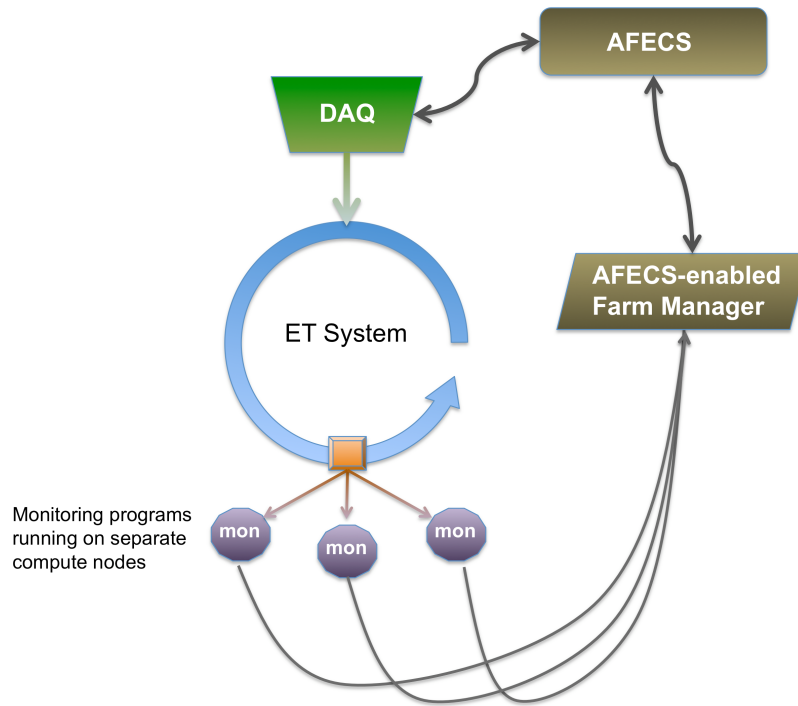 AFECS
DAQ
AFECS-enabled
Farm Manager
ET System
Monitoring programs
running on separate
compute nodes
mon
mon
mon